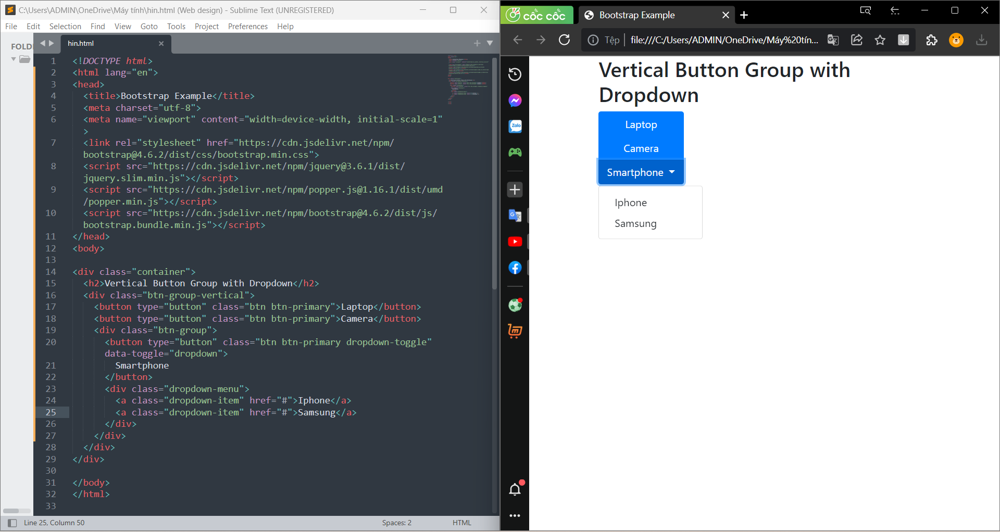 C:\Users\ADMIN\OneDrive\Máy tính\hin.html (Web design) - Sublime Text (UNREGISTERED)
File Edit Selection Find View Goto Tools Project Preferences Help
FOLD
hin.html
1 <!DOCTYPE html>
2 <html lang="en">
3 <head>
4 <title>Bootstrap Example</title>
5 <meta charset="utf-8">
6 <meta name="viewport" content="width=device-width, initial-scale=1"
>
7 <link rel="stylesheet" href="https://cdn.jsdelivr.net/npm/
bootstrap@4.6.2/dist/css/bootstrap.min.css">
8 <script src="https://cdn.jsdelivr.net/npm/jquery@3.6.1/dist/
jquery.slim.min.js"></script>
9 <script src="https://cdn.jsdelivr.net/npm/popper.js@1.16.1/dist/umd
/popper.min.js"></script>
10 <script src="https://cdn.jsdelivr.net/npm/bootstrap@4.6.2/dist/js/
bootstrap.bundle.min.js"></script>
11 </head>
12 <body>
13
14 <div class="container">
15 <h2>Vertical Button Group with Dropdown</h2>
16 <div class="btn-group-vertical">
17 <button type="button" class="btn btn-primary">Laptop</button>
18 <button type="button" class="btn btn-primary">Camera</button>
19 <div class="btn-group">
20 <button type="button" class="btn btn-primary dropdown-toggle"
data-toggle="dropdown">
21 Smartphone
22 </button>
23 <div class="dropdown-menu">
24 <a class="dropdown-item" href="#">Iphone</a>
25 <a class="dropdown-item" href="#">Samsung</a>
26 </div>
27 </div>
28 </div>
29 </div>
30
31 </body>
32 </html>
33
Line 25, Column 50 Spaces: 2 HTML
cốc cốc
Bootstrap Example
Tệp file:///C:/Users/ADMIN/OneDrive/Máy%20tín...
Zalo
Vertical Button Group with
Dropdown
Laptop
Camera
Smartphone
Iphone
Samsung